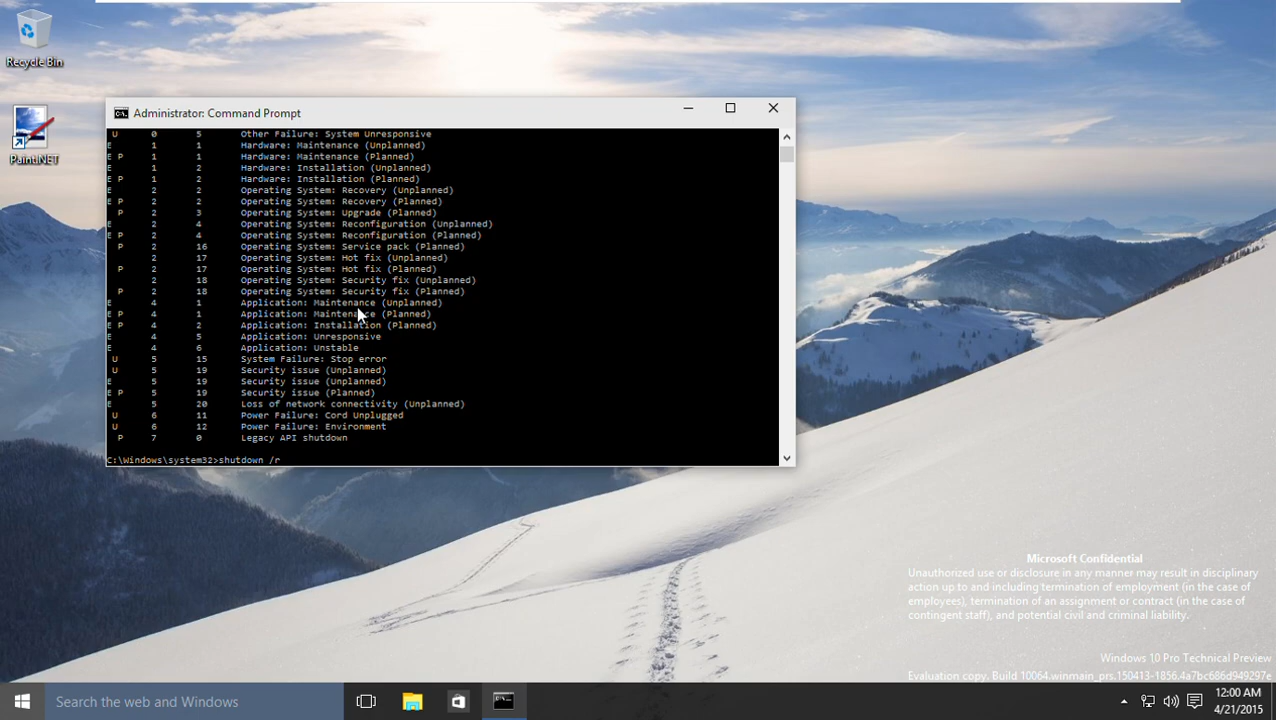 Recycle Bin
Paint.NET
Administrator: Command Prompt
U 0 5 Other Failure: System Unresponsive
E 1 1 Hardware: Maintenance (Unplanned)
E P 1 1 Hardware: Maintenance (Planned)
E 1 2 Hardware: Installation (Unplanned)
E P 1 2 Hardware: Installation (Planned)
E 2 2 Operating System: Recovery (Unplanned)
E P 2 2 Operating System: Recovery (Planned)
P 2 3 Operating System: Upgrade (Planned)
E 2 4 Operating System: Reconfiguration (Unplanned)
E P 2 4 Operating System: Reconfiguration (Planned)
P 2 16 Operating System: Service pack (Planned)
2 17 Operating System: Hot fix (Unplanned)
P 2 17 Operating System: Hot fix (Planned)
2 18 Operating System: Security fix (Unplanned)
P 2 18 Operating System: Security fix (Planned)
E 4 1 Application: Maintenance (Unplanned)
E P 4 1 Application: Maintenance (Planned)
E P 4 2 Application: Installation (Planned)
E 4 5 Application: Unresponsive
E 4 6 Application: Unstable
U 5 15 System Failure: Stop error
U 5 19 Security issue (Unplanned)
E 5 19 Security issue (Unplanned)
E P 5 19 Security issue (Planned)
E 5 20 Loss of network connectivity (Unplanned)
U 6 11 Power Failure: Cord Unplugged
U 6 12 Power Failure: Environment
P 7 0 Legacy API shutdown
C:\Windows\system32>shutdown /r
Microsoft Confidential
Unauthorized use or disclosure in any manner may result in disciplinary
action up to and including termination of employment (in the case of
employees), termination of an assignment or contract (in the case of
contingent staff), and potential civil and criminal liability.
Windows 10 Pro Technical Preview
Evaluation copy. Build 10064.winmain_prs.150413-1856.4a7bc686d949297e
Search the web and Windows
12:00 AM
4/21/2015